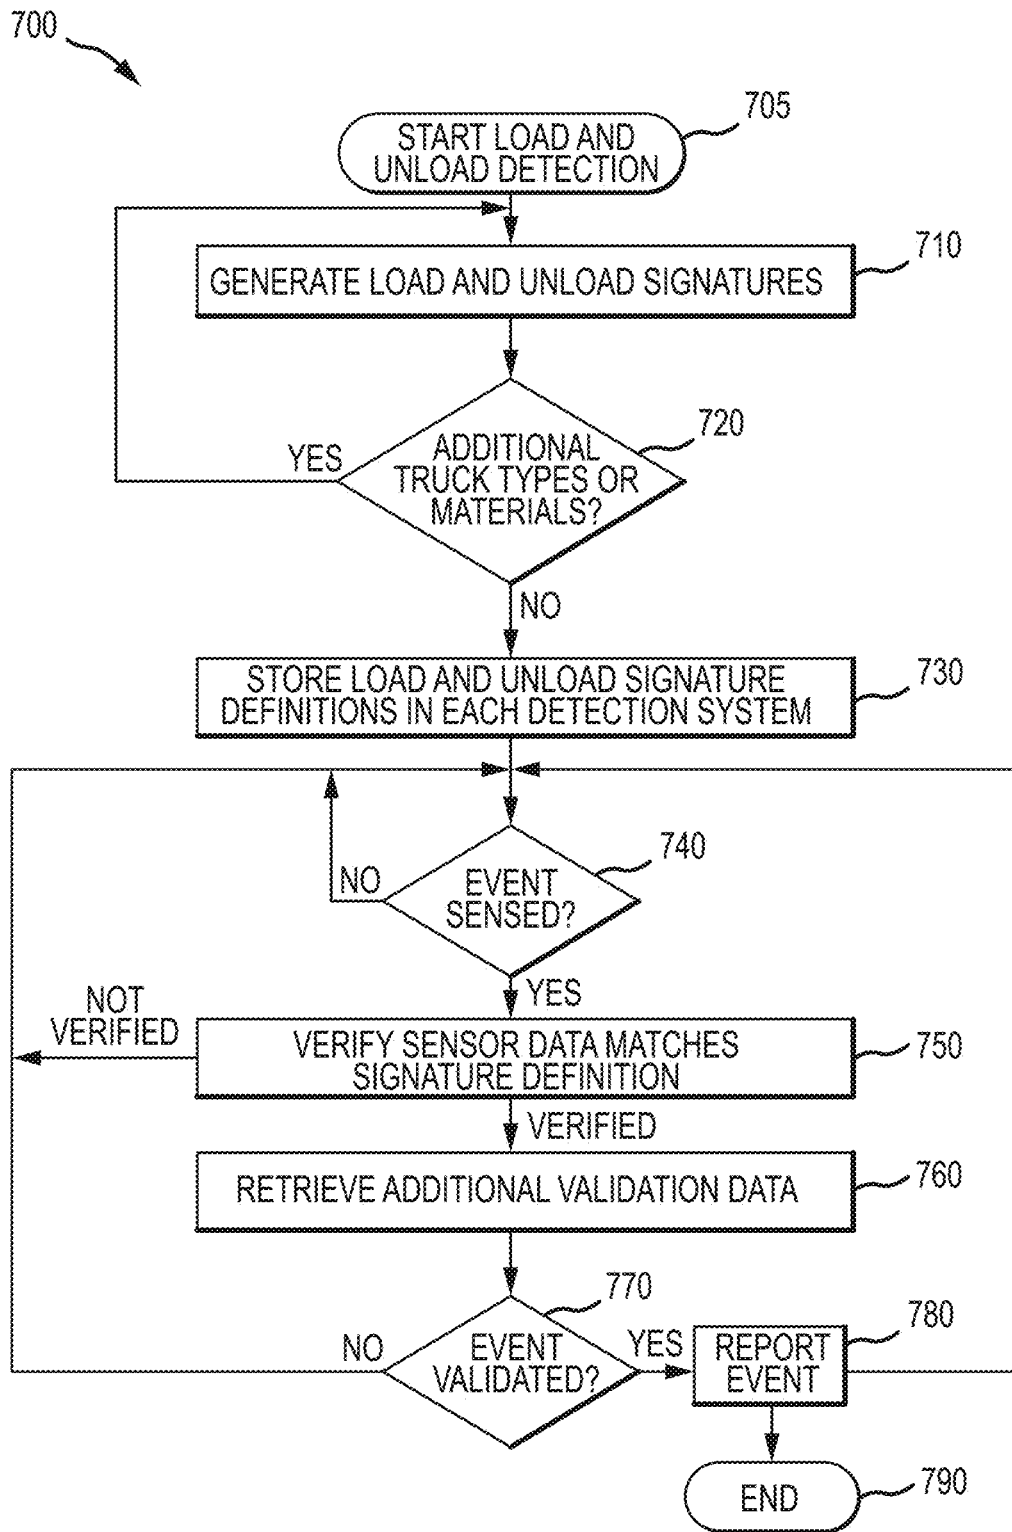 700
705
START LOAD AND
UNLOAD DETECTION
710
GENERATE LOAD AND UNLOAD SIGNATURES
720
YES
ADDITIONAL
TRUCK TYPES OR
MATERIALS?
NO
730
STORE LOAD AND UNLOAD SIGNATURE
DEFINITIONS IN EACH DETECTION SYSTEM
740
NO
EVENT
SENSED?
YES
NOT
VERIFIED
750
VERIFY SENSOR DATA MATCHES
SIGNATURE DEFINITION
VERIFIED
760
RETRIEVE ADDITIONAL VALIDATION DATA
770
NO
EVENT
VALIDATED?
YES
780
REPORT
EVENT
790
END